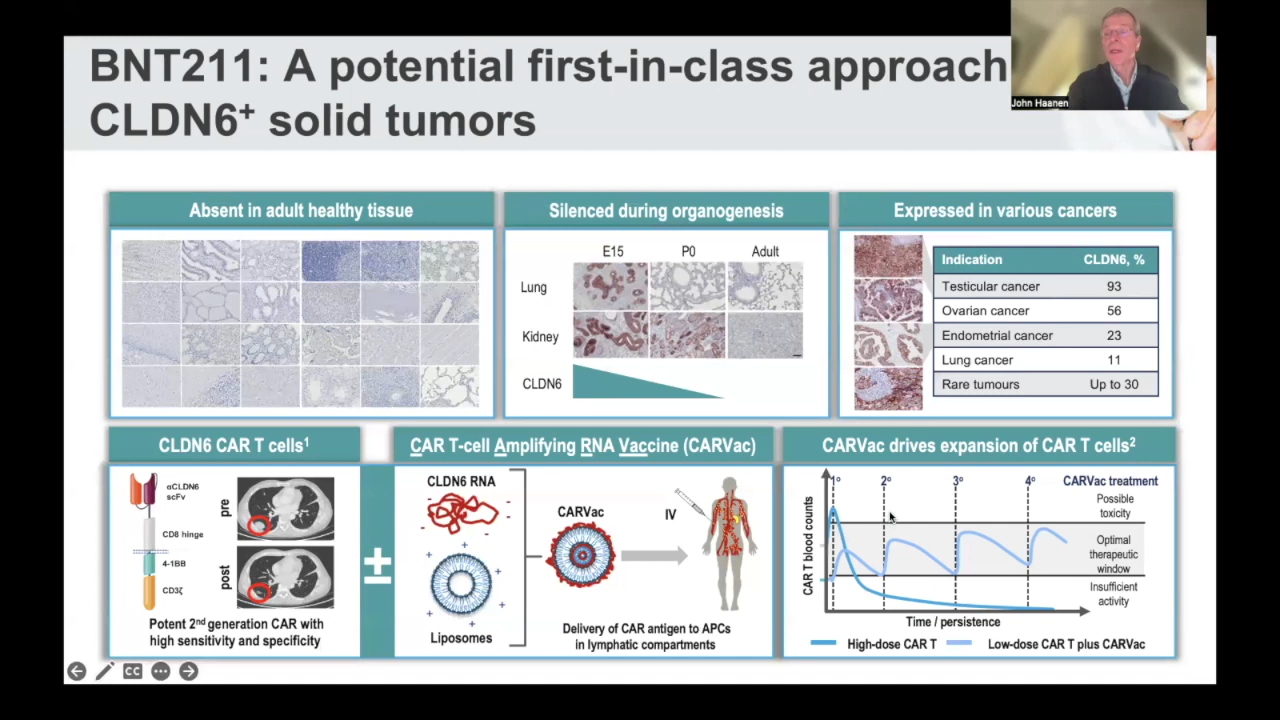 BNT211: A potential first-in-class approach
CLDN6⁺ solid tumors
John Haanen
Absent in adult healthy tissue
Silenced during organogenesis
E15 P0 Adult
Lung
Kidney
CLDN6
Expressed in various cancers
Indication CLDN6, %
Testicular cancer 93
Ovarian cancer 56
Endometrial cancer 23
Lung cancer 11
Rare tumours Up to 30
CLDN6 CAR T cells¹
αCLDN6
scFv
CD8 hinge
4-1BB
CD3ζ
pre
post
Potent 2ⁿᵈ generation CAR with
high sensitivity and specificity
±
CAR T-cell Amplifying RNA Vaccine (CARVac)
CLDN6 RNA
Liposomes
CARVac
IV
Delivery of CAR antigen to APCs
in lymphatic compartments
CARVac drives expansion of CAR T cells²
1° 2° 3° 4° CARVac treatment
CAR T blood counts
Possible
toxicity
Optimal
therapeutic
window
Insufficient
activity
Time / persistence
High-dose CAR T Low-dose CAR T plus CARVac
CC